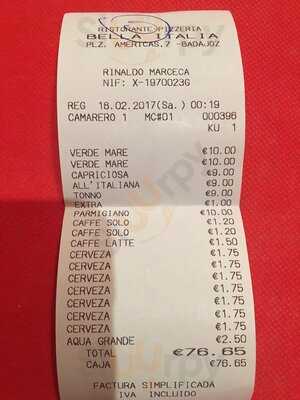 RISTORANTE PIZZERIA
BELLA ITALIA
PLZ. AMERICAS,7 -BADAJOZ
RINALDO MARCECA
NIF: X-1970023G
REG 18.02.2017(Sa.) 00:19
CAMARERO 1 MC#01 000396
KU 1
VERDE MARE €10.00
VERDE MARE €10.00
CAPRICIOSA €9.00
ALL'ITALIANA €9.00
TONNO €9.00
EXTRA €1.00
PARMIGIANO €10.00
CAFFE SOLO €1.20
CAFFE SOLO €1.20
CAFFE LATTE €1.50
CERVEZA €1.75
CERVEZA €1.75
CERVEZA €1.75
CERVEZA €1.75
CERVEZA €1.75
CERVEZA €1.75
CERVEZA €1.75
AQUA GRANDE €2.50
TOTAL €76.65
CAJA €76.65
FACTURA SIMPLIFICADA
IVA INCLUIDO